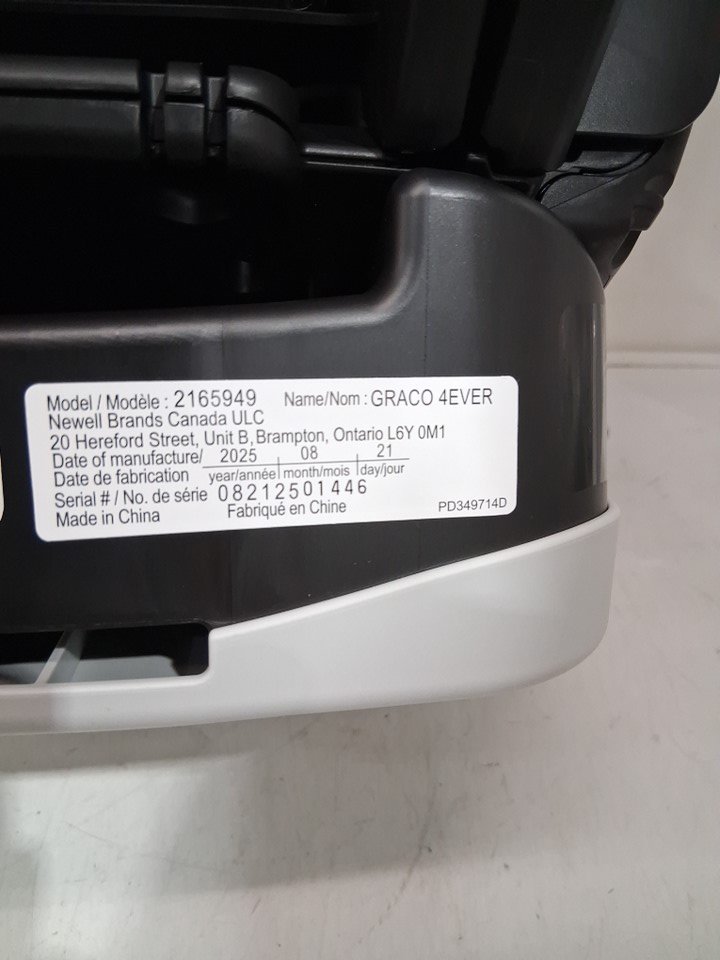 Model / Modèle : 2165949 Name/Nom : GRACO 4EVER
Newell Brands Canada ULC
20 Hereford Street, Unit B, Brampton, Ontario L6Y 0M1
Date of manufacture/ 2025 08 21
Date de fabrication year/année month/mois day/jour
Serial # / No. de série 08212501446
Made in China Fabriqué en Chine PD349714D